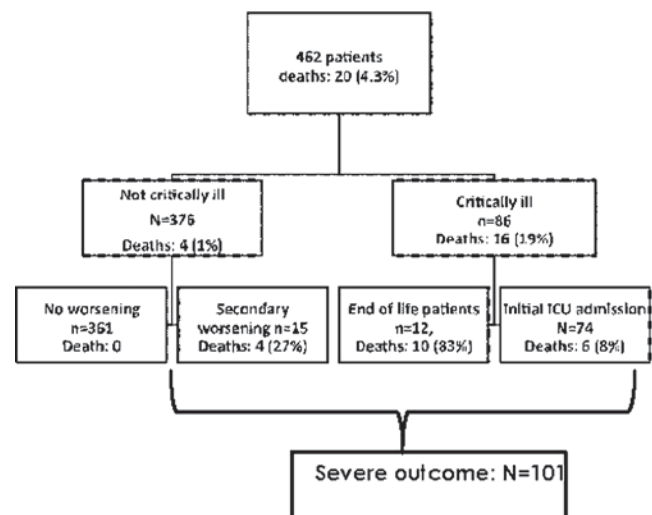 462 patients
deaths: 20 (4.3%)
Not critically ill
N=376
Deaths: 4 (1%)
Critically ill
n=86
Deaths: 16 (19%)
No worsening
n=361
Death: 0
Secondary
worsening n=15
Deaths: 4 (27%)
End of life patients
n=12,
Deaths: 10 (83%)
Initial ICU admission
N=74
Deaths: 6 (8%)
Severe outcome: N=101